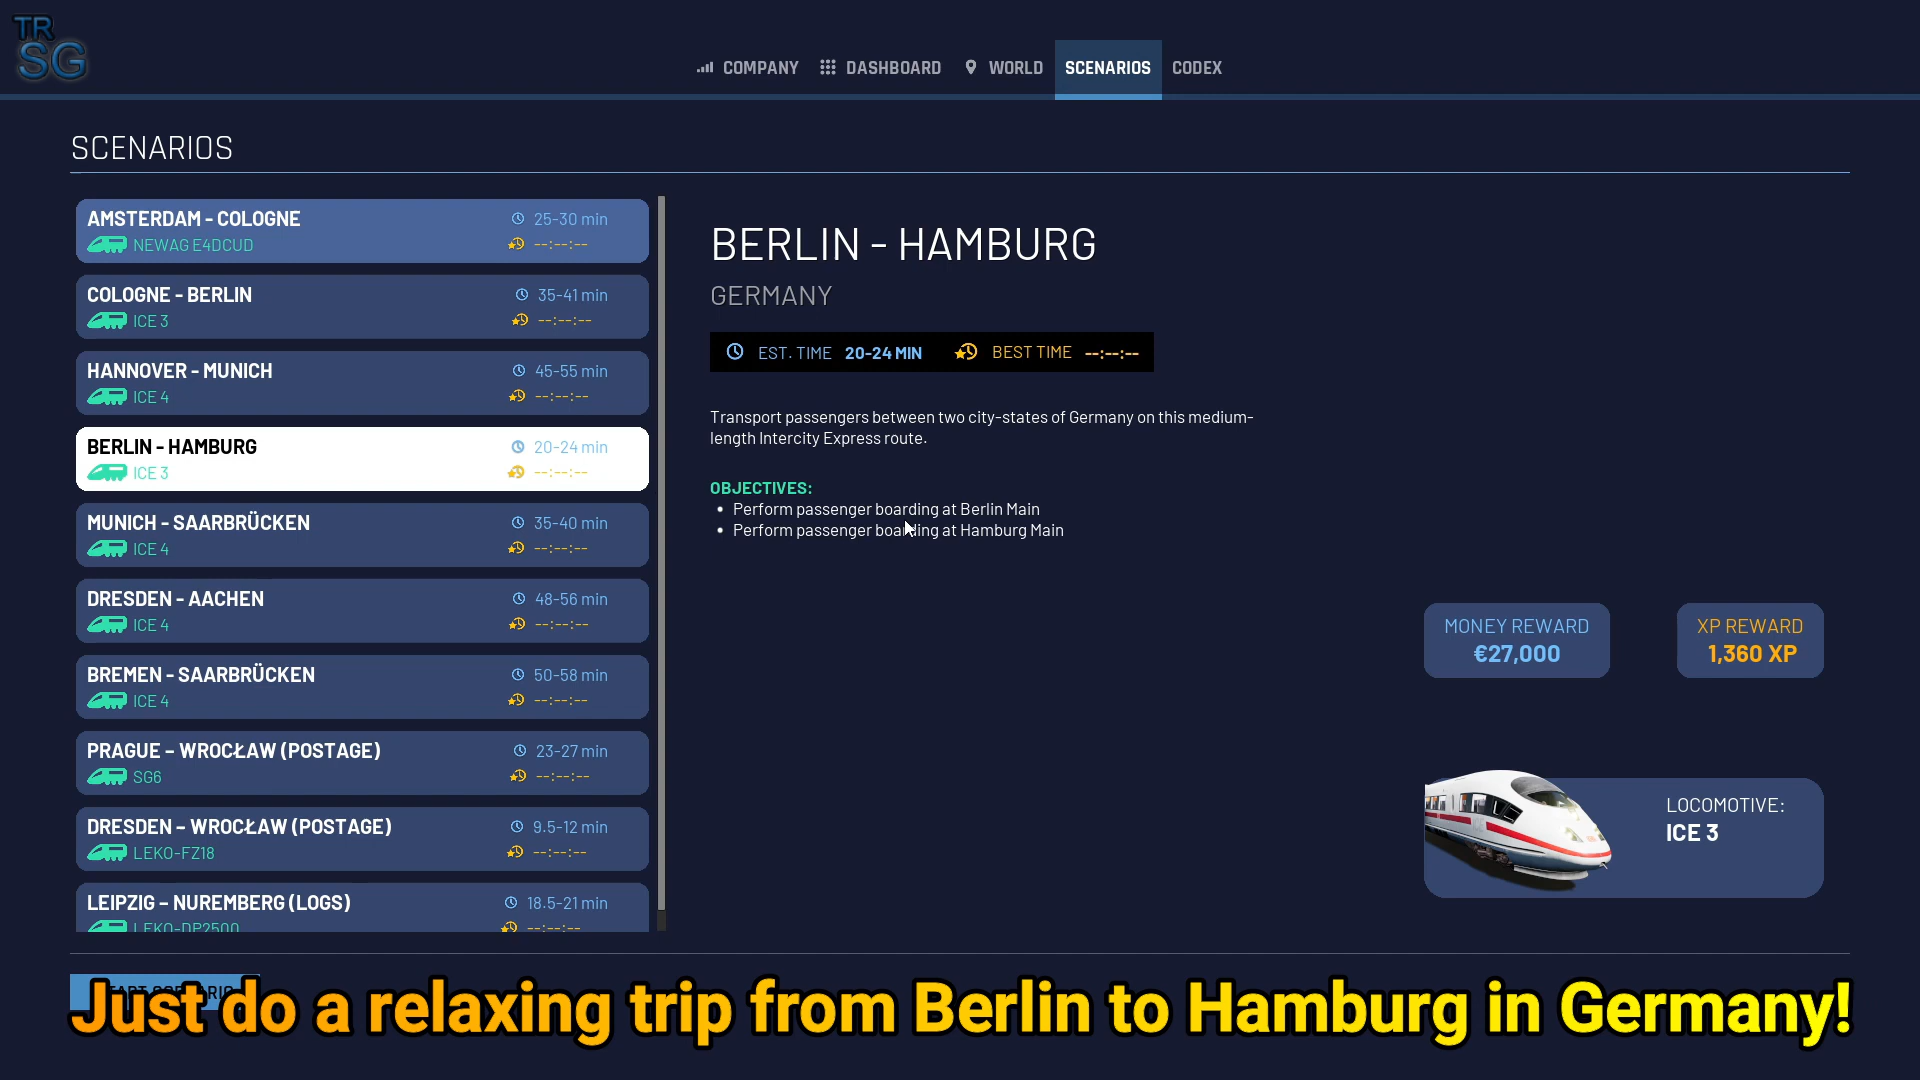 TR
SG
COMPANY
DASHBOARD
WORLD
SCENARIOS
CODEX
SCENARIOS
AMSTERDAM - COLOGNE
25-30 min
NEWAG E4DCUD
--:--:--
COLOGNE - BERLIN
35-41 min
ICE 3
--:--:--
HANNOVER - MUNICH
45-55 min
ICE 4
--:--:--
BERLIN - HAMBURG
20-24 min
ICE 3
--:--:--
MUNICH - SAARBRÜCKEN
35-40 min
ICE 4
--:--:--
DRESDEN - AACHEN
48-56 min
ICE 4
--:--:--
BREMEN - SAARBRÜCKEN
50-58 min
ICE 4
--:--:--
PRAGUE – WROCŁAW (POSTAGE)
23-27 min
SG6
--:--:--
DRESDEN – WROCŁAW (POSTAGE)
9.5-12 min
LEKO-FZ18
--:--:--
LEIPZIG – NUREMBERG (LOGS)
18.5-21 min
LEKO-DP2500
--:--:--
BERLIN - HAMBURG
GERMANY
EST. TIME 20-24 MIN
BEST TIME --:--:--
Transport passengers between two city-states of Germany on this medium-
length Intercity Express route.
OBJECTIVES:
• Perform passenger boarding at Berlin Main
• Perform passenger boarding at Hamburg Main
MONEY REWARD
€27,000
XP REWARD
1,360 XP
LOCOMOTIVE:
ICE 3
Just do a relaxing trip from Berlin to Hamburg in Germany!